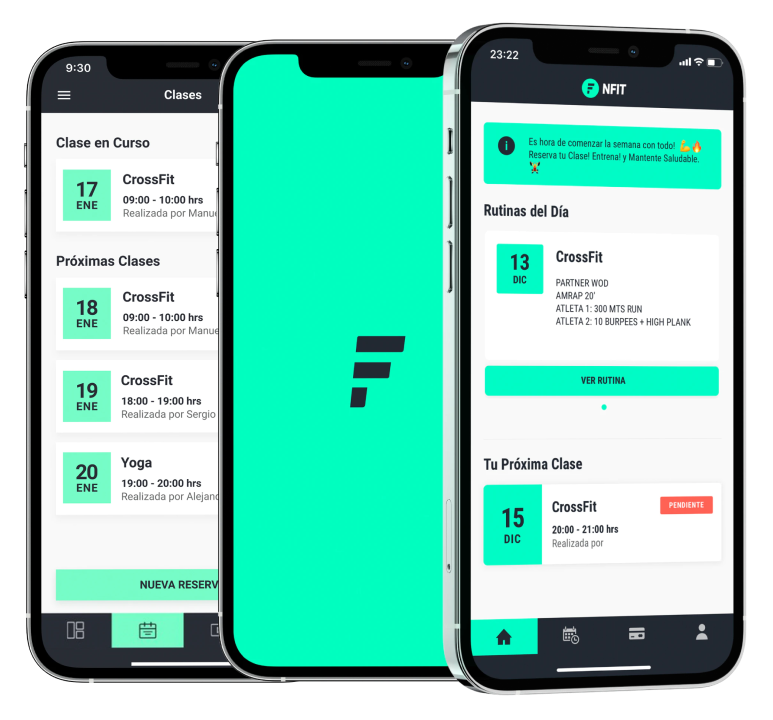 9:30
Clases
Clase en Curso
17
ENE
CrossFit
09:00 - 10:00 hrs
Realizada por Manu
Próximas Clases
18
ENE
CrossFit
09:00 - 10:00 hrs
Realizada por Manue
19
ENE
CrossFit
18:00 - 19:00 hrs
Realizada por Sergio
20
ENE
Yoga
19:00 - 20:00 hrs
Realizada por Alejan
NUEVA RESERV
23:22
NFIT
Es hora de comenzar la semana con todo! 💪🔥
Reserva tu Clase! Entrena! y Mantente Saludable.
🏋️
Rutinas del Día
13
DIC
CrossFit
PARTNER WOD
AMRAP 20'
ATLETA 1: 300 MTS RUN
ATLETA 2: 10 BURPEES + HIGH PLANK
VER RUTINA
Tu Próxima Clase
15
DIC
CrossFit
PENDIENTE
20:00 - 21:00 hrs
Realizada por